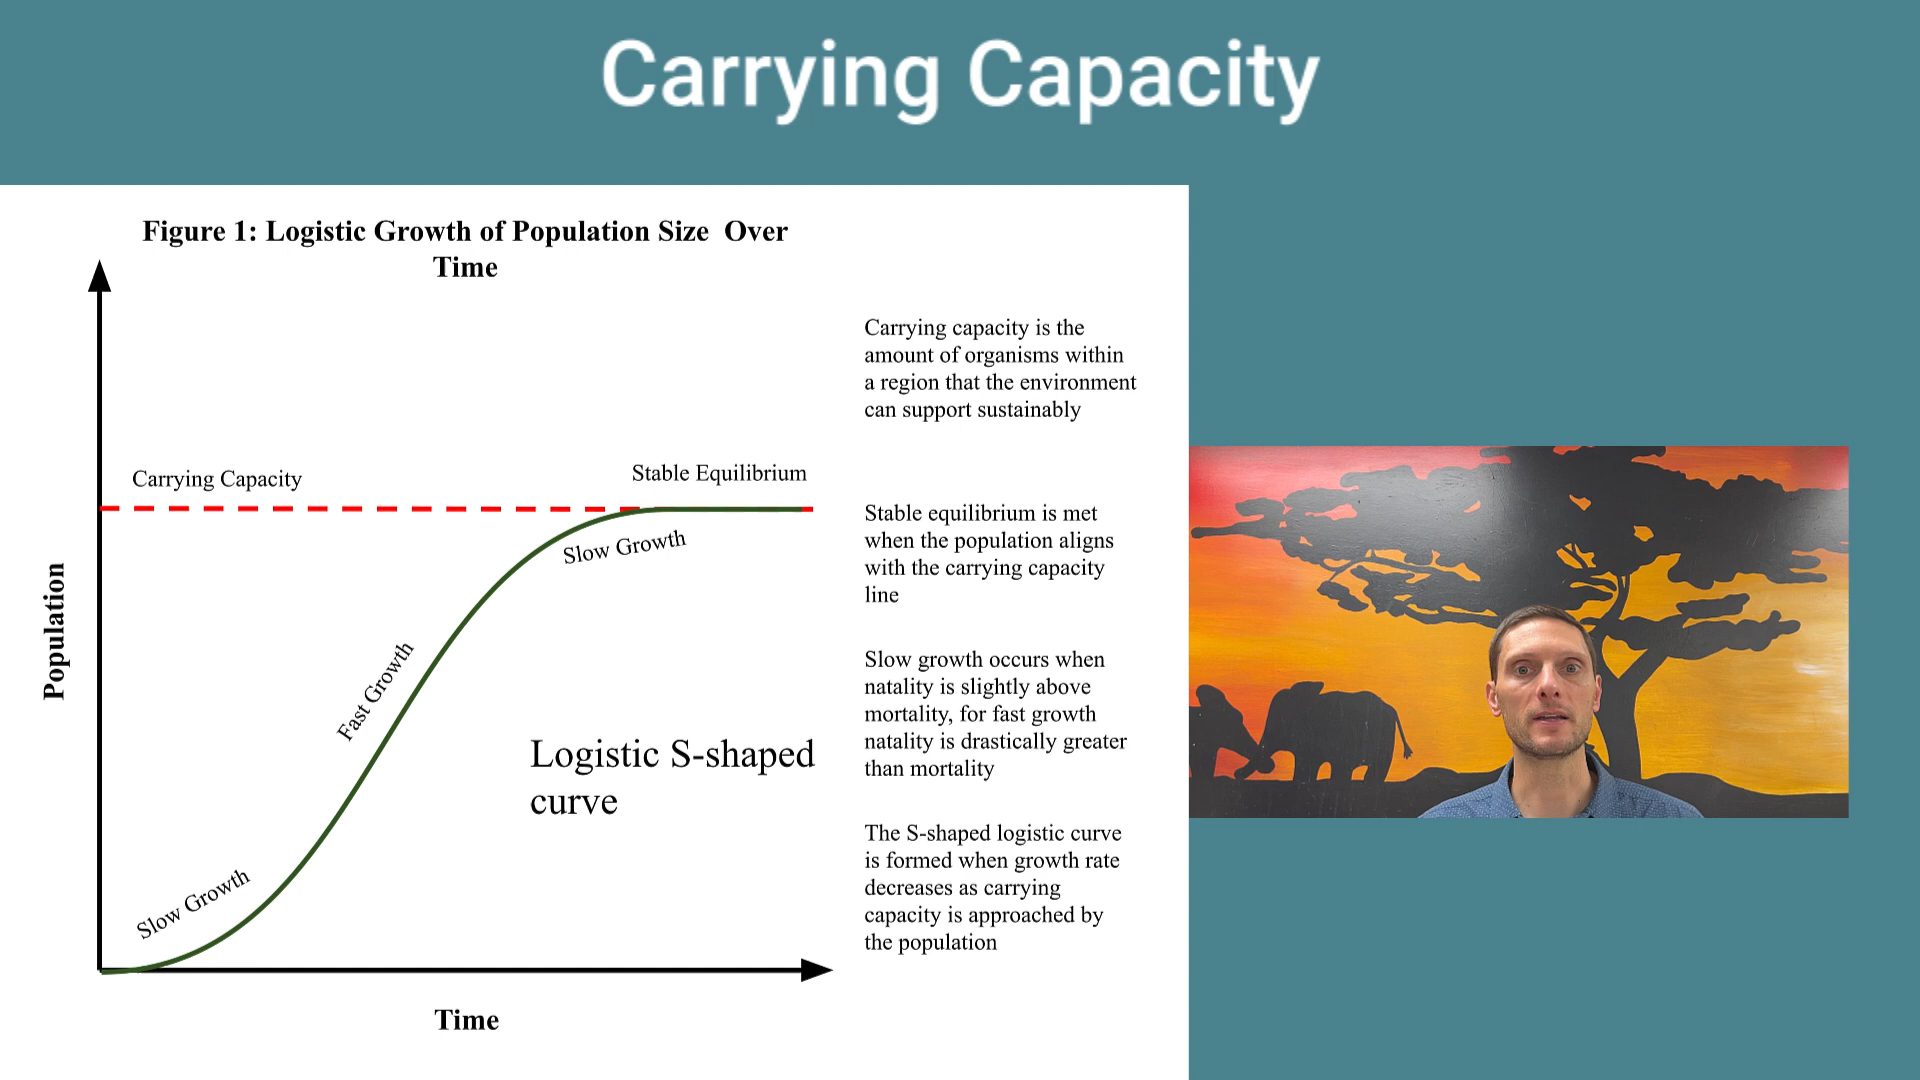 Carrying Capacity
Figure 1: Logistic Growth of Population Size Over
Time
Carrying Capacity
Stable Equilibrium
Slow Growth
Fast Growth
Slow Growth
Logistic S-shaped
curve
Population
Time
Carrying capacity is the
amount of organisms within
a region that the environment
can support sustainably
Stable equilibrium is met
when the population aligns
with the carrying capacity
line
Slow growth occurs when
natality is slightly above
mortality, for fast growth
natality is drastically greater
than mortality
The S-shaped logistic curve
is formed when growth rate
decreases as carrying
capacity is approached by
the population